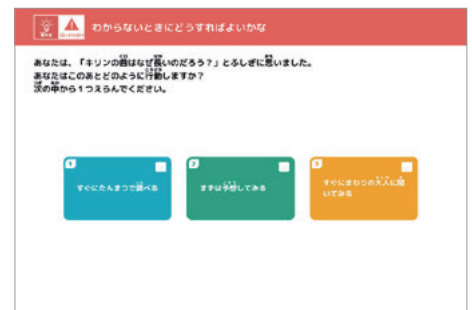 わからないときにどうすればよいかな
あなたは、「キリンの首はなぜ長いのだろう？」とふしぎに思いました。
あなたはこのあとどのように行動しますか？
次の中から１つえらんでください。
1
すぐにたんまつで調べる
2
まずは予想してみる
3
すぐにまわりの大人に聞
いてみる